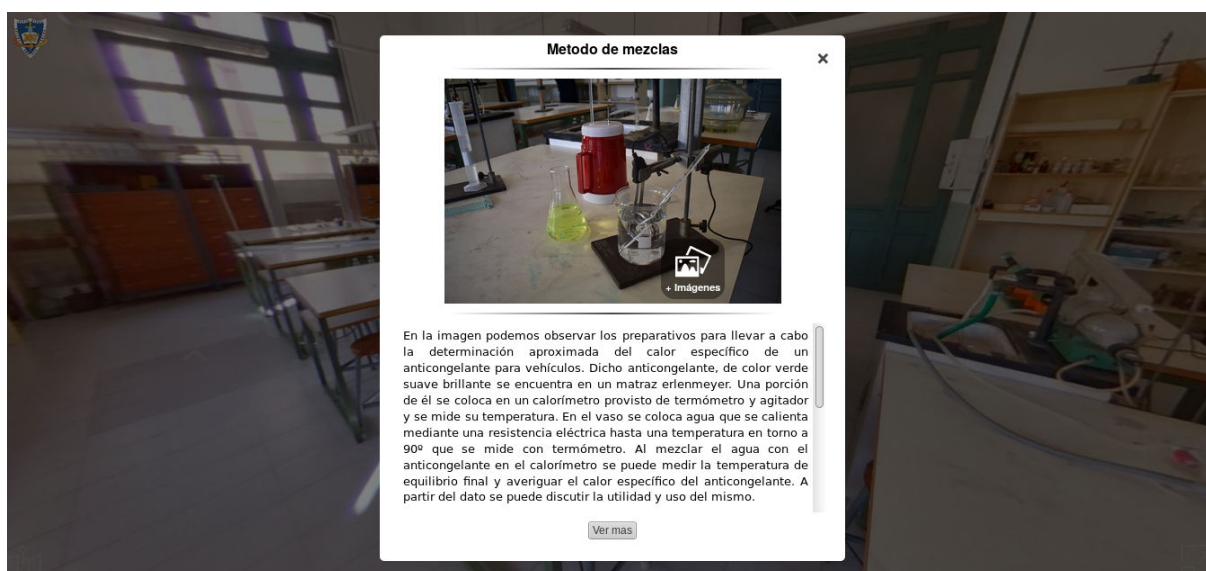 Metodo de mezclas
+ Imágenes
En la imagen podemos observar los preparativos para llevar a cabo
la determinación aproximada del calor específico de un
anticongelante para vehículos. Dicho anticongelante, de color verde
suave brillante se encuentra en un matraz erlenmeyer. Una porción
de él se coloca en un calorímetro provisto de termómetro y agitador
y se mide su temperatura. En el vaso se coloca agua que se calienta
mediante una resistencia eléctrica hasta una temperatura en torno a
90º que se mide con termómetro. Al mezclar el agua con el
anticongelante en el calorímetro se puede medir la temperatura de
equilibrio final y averiguar el calor específico del anticongelante. A
partir del dato se puede discutir la utilidad y uso del mismo.
Ver mas